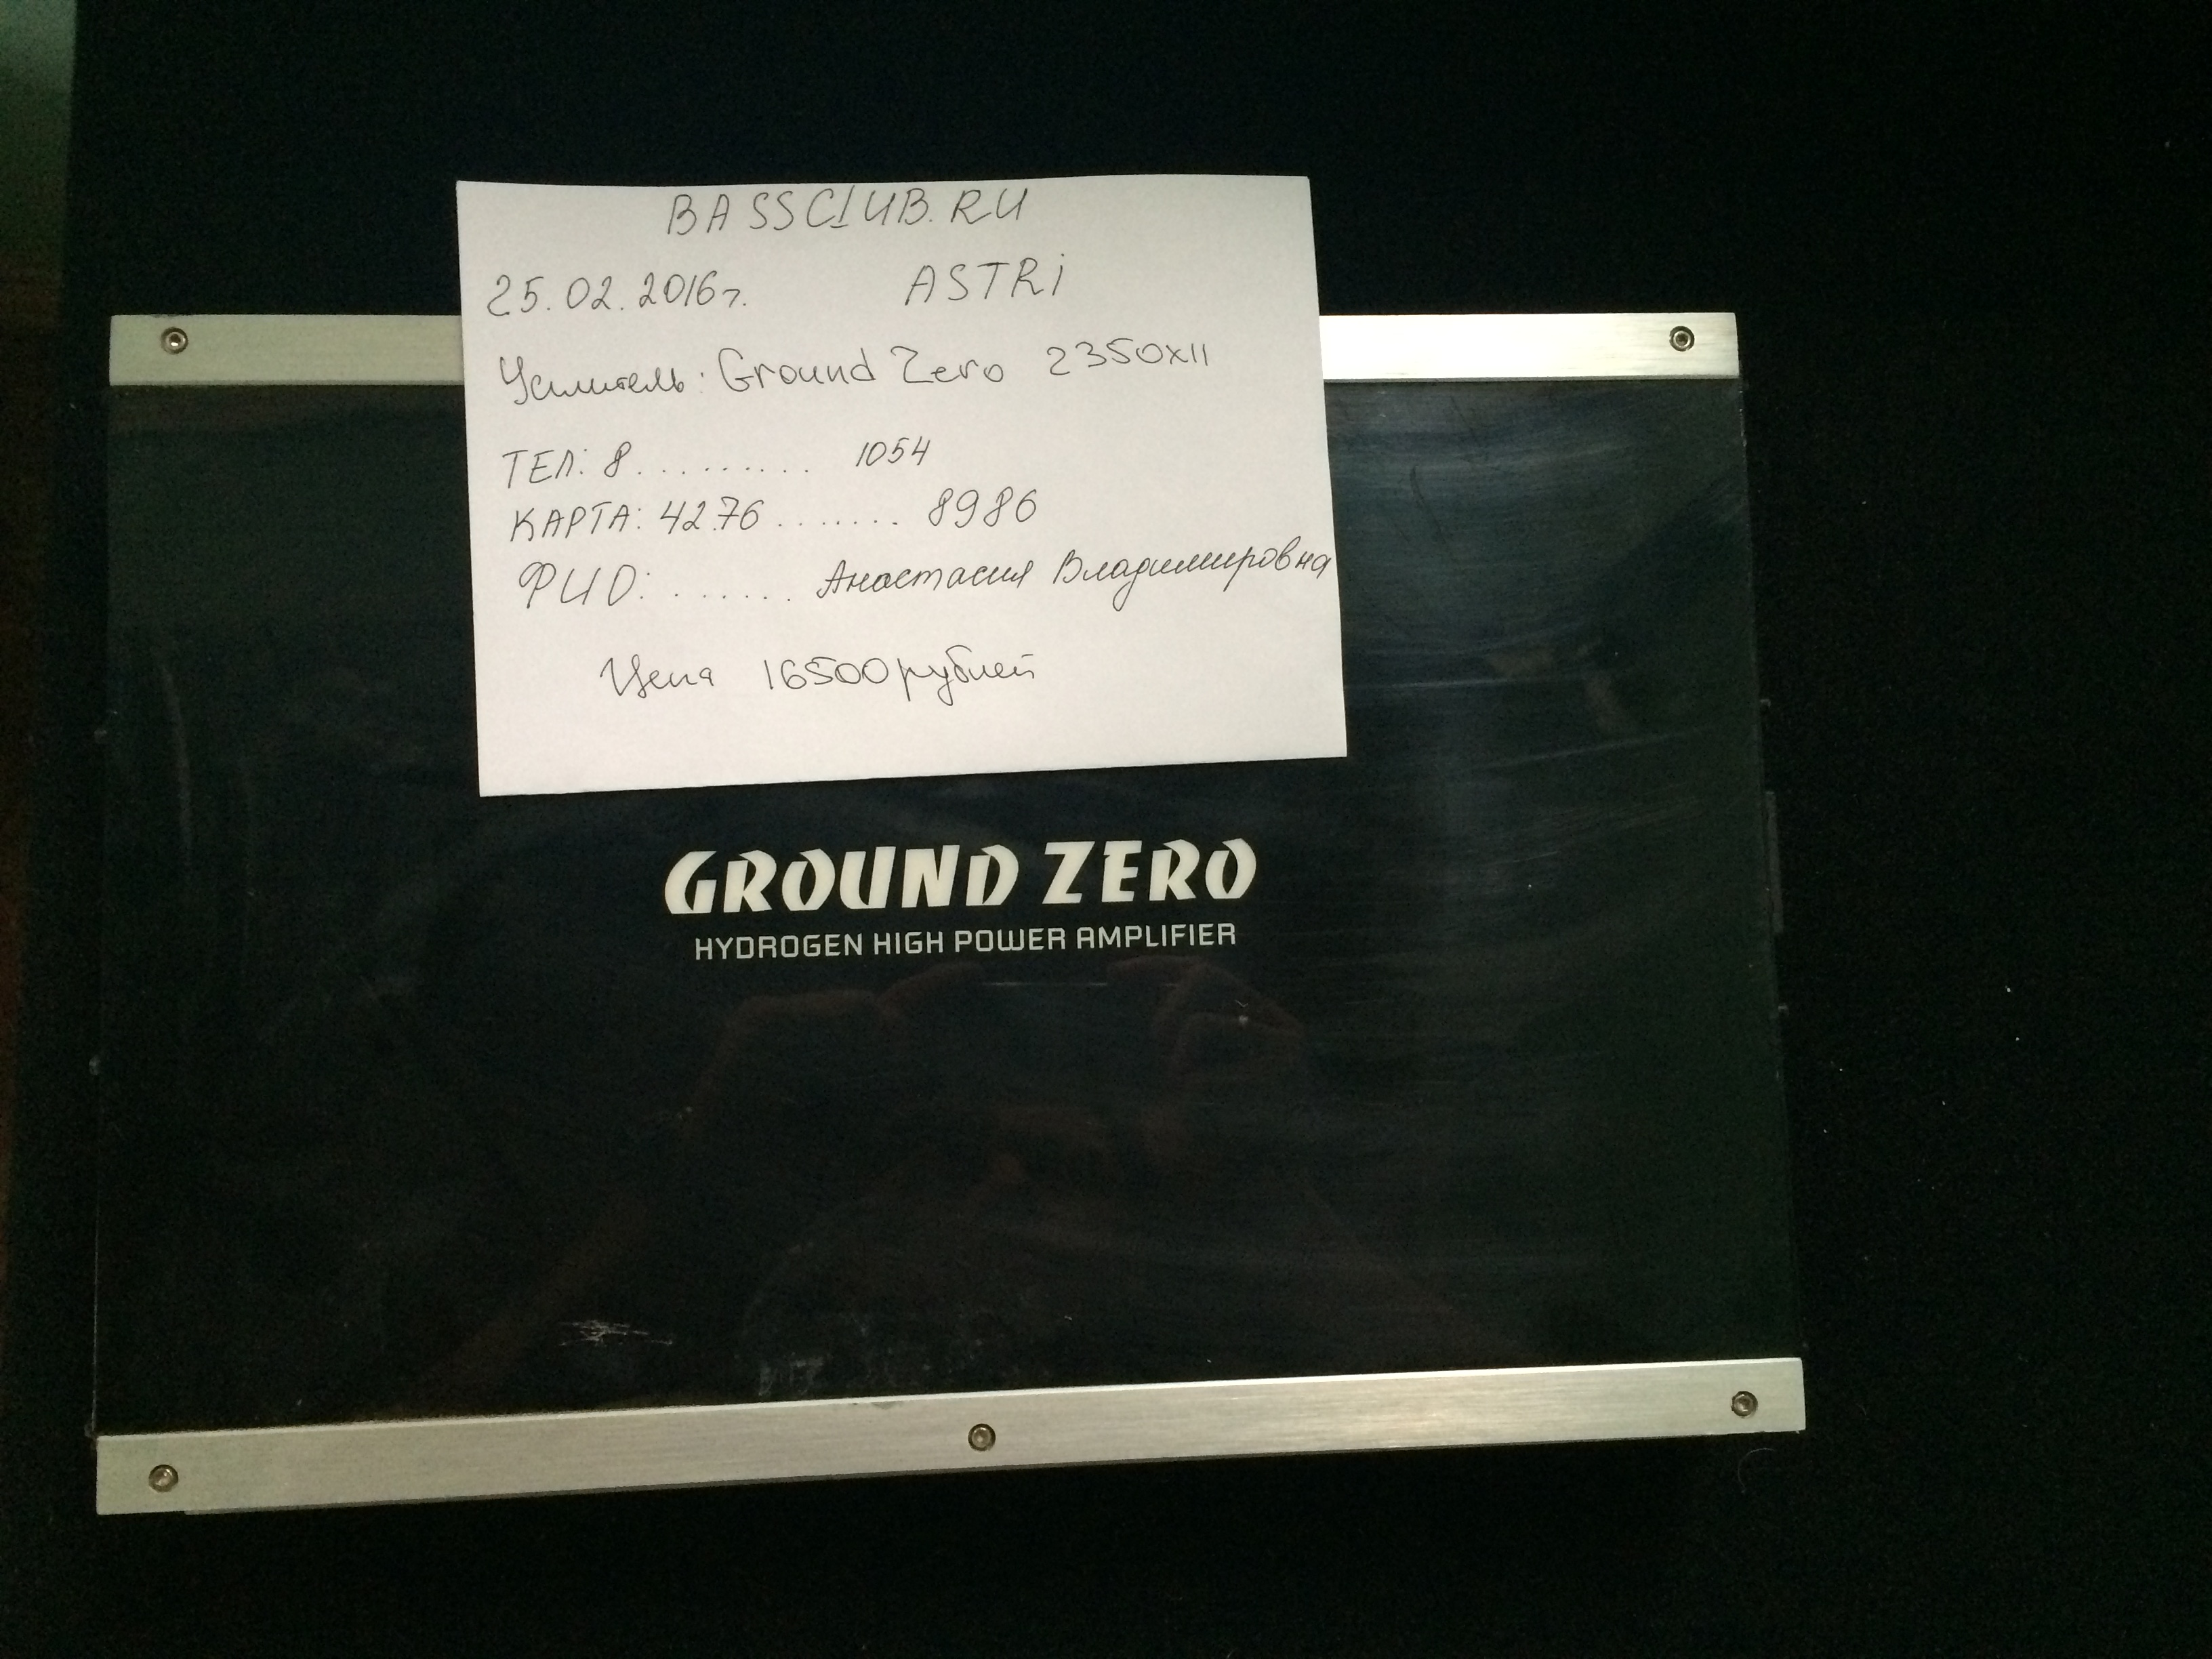 BASSCLUB.RU
25.02.2016г. ASTRi
Усилитель: Ground Zero 2350XII
ТЕЛ: 8.......... 1054
КАРТА: 4276....... 8986
ФИО: ....... Анастасия Владимировна
Цена 16500 рублей
GROUND ZERO
HYDROGEN HIGH POWER AMPLIFIER